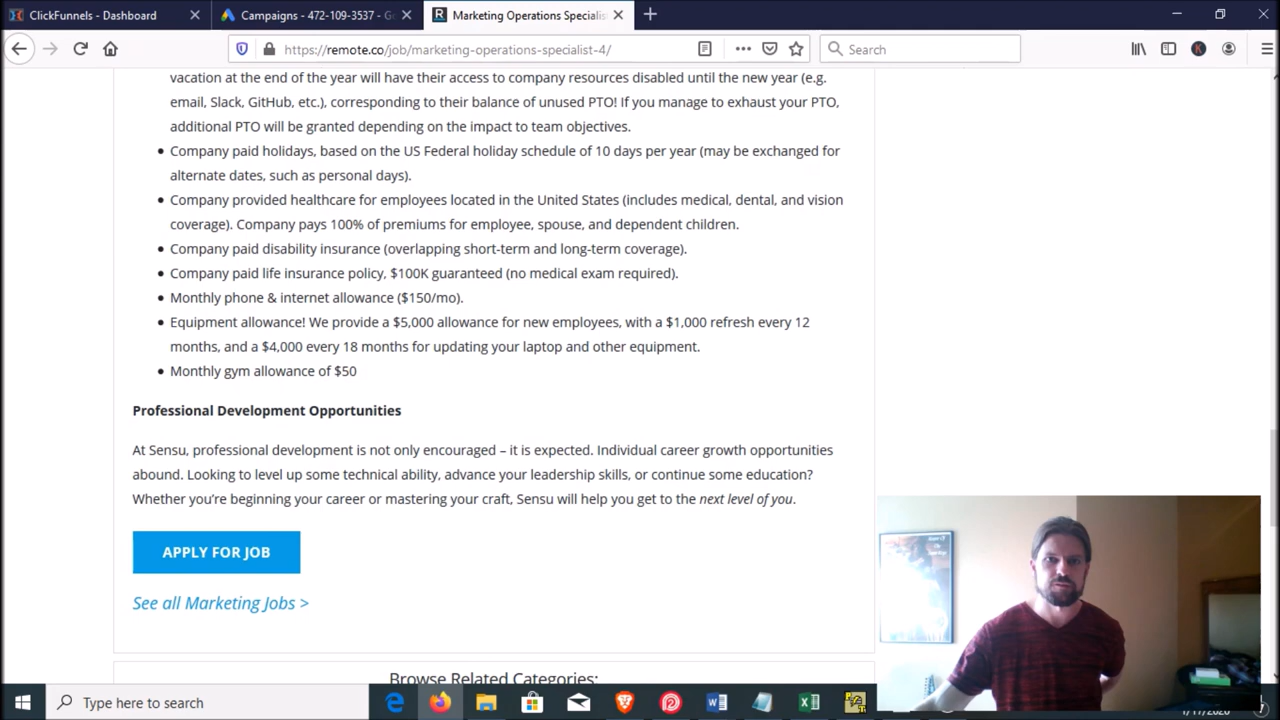 ClickFunnels - Dashboard
Campaigns - 472-109-3537 - Go
Marketing Operations Specialis
https://remote.co/job/marketing-operations-specialist-4/
Search
vacation at the end of the year will have their access to company resources disabled until the new year (e.g.
email, Slack, GitHub, etc.), corresponding to their balance of unused PTO! If you manage to exhaust your PTO,
additional PTO will be granted depending on the impact to team objectives.
Company paid holidays, based on the US Federal holiday schedule of 10 days per year (may be exchanged for
alternate dates, such as personal days).
Company provided healthcare for employees located in the United States (includes medical, dental, and vision
coverage). Company pays 100% of premiums for employee, spouse, and dependent children.
Company paid disability insurance (overlapping short-term and long-term coverage).
Company paid life insurance policy, $100K guaranteed (no medical exam required).
Monthly phone & internet allowance ($150/mo).
Equipment allowance! We provide a $5,000 allowance for new employees, with a $1,000 refresh every 12
months, and a $4,000 every 18 months for updating your laptop and other equipment.
Monthly gym allowance of $50
Professional Development Opportunities
At Sensu, professional development is not only encouraged – it is expected. Individual career growth opportunities
abound. Looking to level up some technical ability, advance your leadership skills, or continue some education?
Whether you’re beginning your career or mastering your craft, Sensu will help you get to the next level of you.
APPLY FOR JOB
See all Marketing Jobs >
Browse Related Categories:
Type here to search
1/17/2020